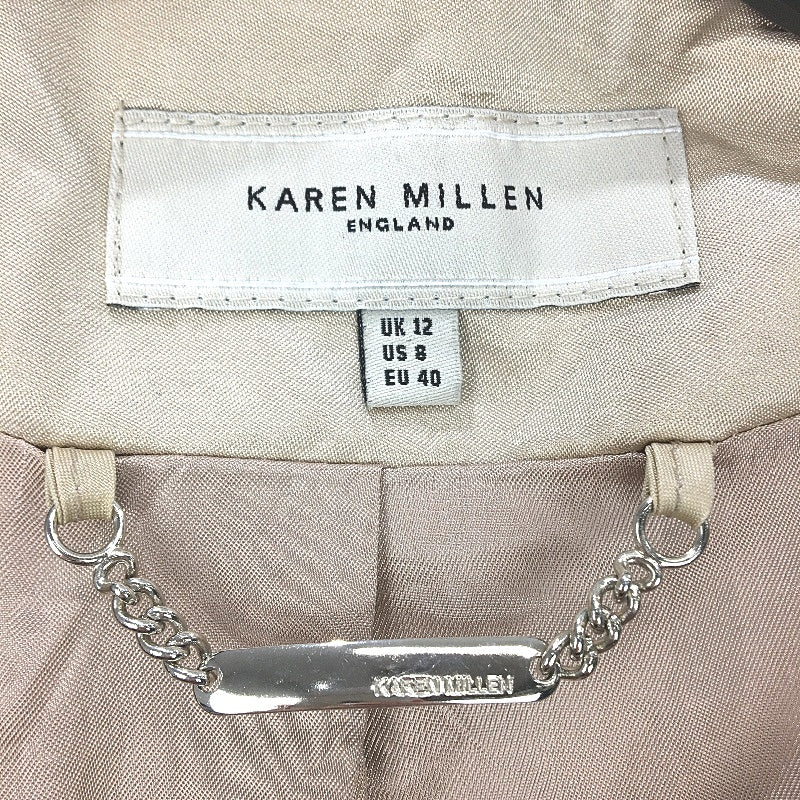 KAREN MILLEN
ENGLAND
UK 12
US 8
EU 40
KAREN MILLEN